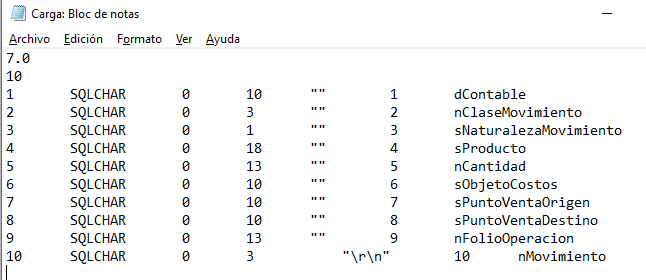 Carga: Bloc de notas
Archivo Edición Formato Ver Ayuda
7.0
10
1 SQLCHAR 0 10 "" 1 dContable
2 SQLCHAR 0 3 "" 2 nClaseMovimiento
3 SQLCHAR 0 1 "" 3 sNaturalezaMovimiento
4 SQLCHAR 0 18 "" 4 sProducto
5 SQLCHAR 0 13 "" 5 nCantidad
6 SQLCHAR 0 10 "" 6 sObjetoCostos
7 SQLCHAR 0 10 "" 7 sPuntoVentaOrigen
8 SQLCHAR 0 10 "" 8 sPuntoVentaDestino
9 SQLCHAR 0 13 "" 9 nFolioOperacion
10 SQLCHAR 0 3 "\r\n" 10 nMovimiento